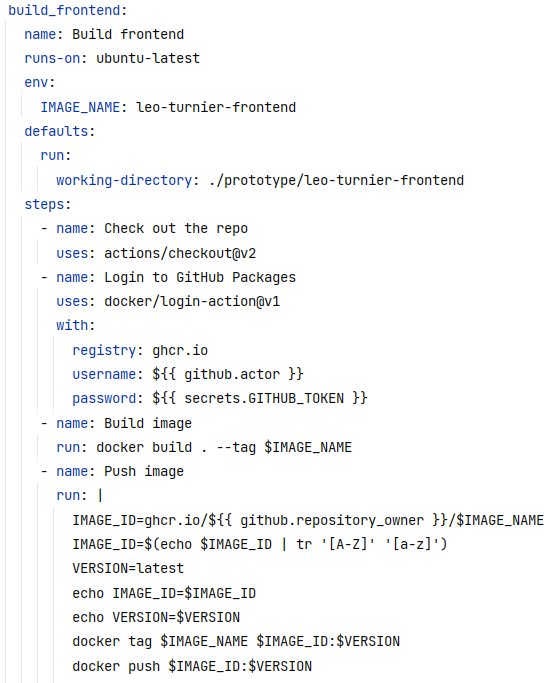 build_frontend:
  name: Build frontend
  runs-on: ubuntu-latest
  env:
    IMAGE_NAME: leo-turnier-frontend
  defaults:
    run:
      working-directory: ./prototype/leo-turnier-frontend
  steps:
    - name: Check out the repo
      uses: actions/checkout@v2
    - name: Login to GitHub Packages
      uses: docker/login-action@v1
      with:
        registry: ghcr.io
        username: ${{ github.actor }}
        password: ${{ secrets.GITHUB_TOKEN }}
    - name: Build image
      run: docker build . --tag $IMAGE_NAME
    - name: Push image
      run: |
        IMAGE_ID=ghcr.io/${{ github.repository_owner }}/$IMAGE_NAME
        IMAGE_ID=$(echo $IMAGE_ID | tr '[A-Z]' '[a-z]')
        VERSION=latest
        echo IMAGE_ID=$IMAGE_ID
        echo VERSION=$VERSION
        docker tag $IMAGE_NAME $IMAGE_ID:$VERSION
        docker push $IMAGE_ID:$VERSION